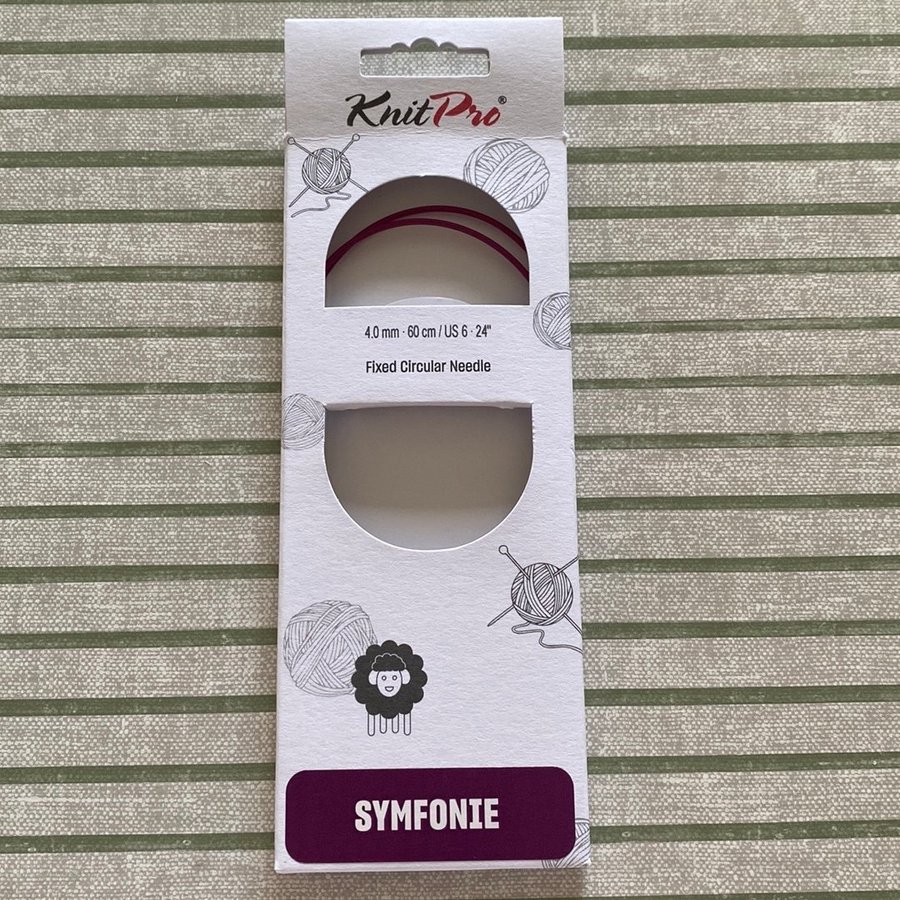 KnitPro®
4.0 mm · 60 cm / US 6 · 24"
Fixed Circular Needle
SYMFONIE